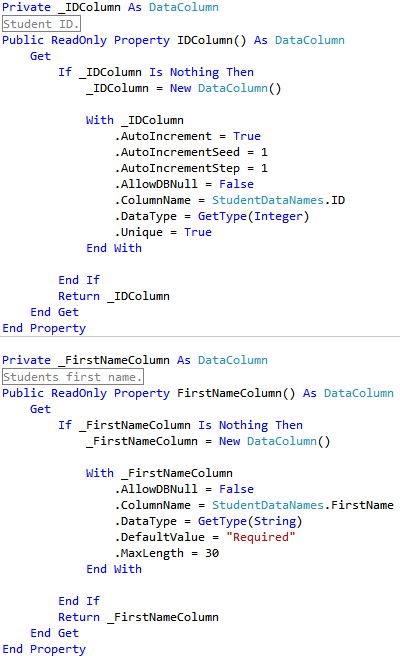 Private _IDColumn As DataColumn
Student ID.
Public ReadOnly Property IDColumn() As DataColumn
    Get
        If _IDColumn Is Nothing Then
            _IDColumn = New DataColumn()

            With _IDColumn
                .AutoIncrement = True
                .AutoIncrementSeed = 1
                .AutoIncrementStep = 1
                .AllowDBNull = False
                .ColumnName = StudentDataNames.ID
                .DataType = GetType(Integer)
                .Unique = True
            End With

        End If
        Return _IDColumn
    End Get
End Property

Private _FirstNameColumn As DataColumn
Students first name.
Public ReadOnly Property FirstNameColumn() As DataColumn
    Get
        If _FirstNameColumn Is Nothing Then
            _FirstNameColumn = New DataColumn()

            With _FirstNameColumn
                .AllowDBNull = False
                .ColumnName = StudentDataNames.FirstName
                .DataType = GetType(String)
                .DefaultValue = "Required"
                .MaxLength = 30
            End With

        End If
        Return _FirstNameColumn
    End Get
End Property